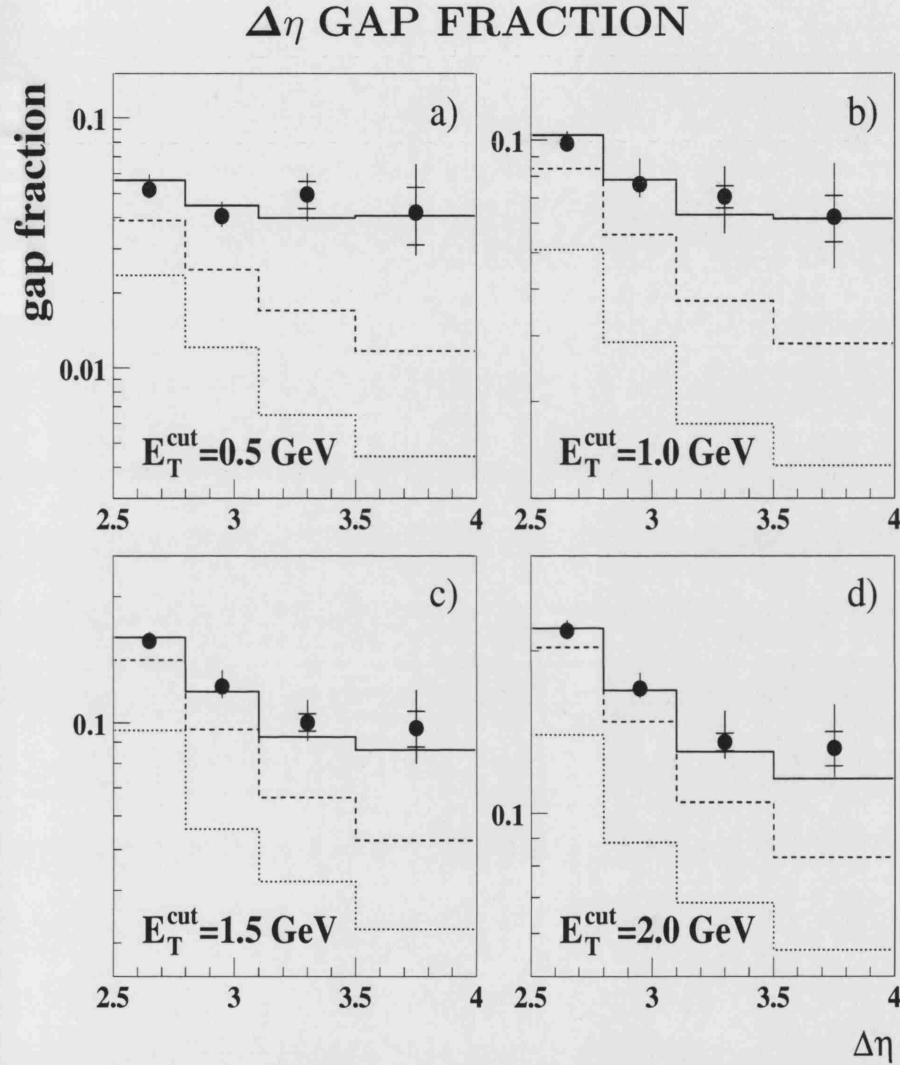 Δη GAP FRACTION
gap fraction
a)
0.1
0.01
E_T^cut=0.5 GeV
2.5 3 3.5 4
b)
0.1
E_T^cut=1.0 GeV
2.5 3 3.5 4
c)
0.1
E_T^cut=1.5 GeV
2.5 3 3.5 4
d)
0.1
E_T^cut=2.0 GeV
2.5 3 3.5 4
Δη